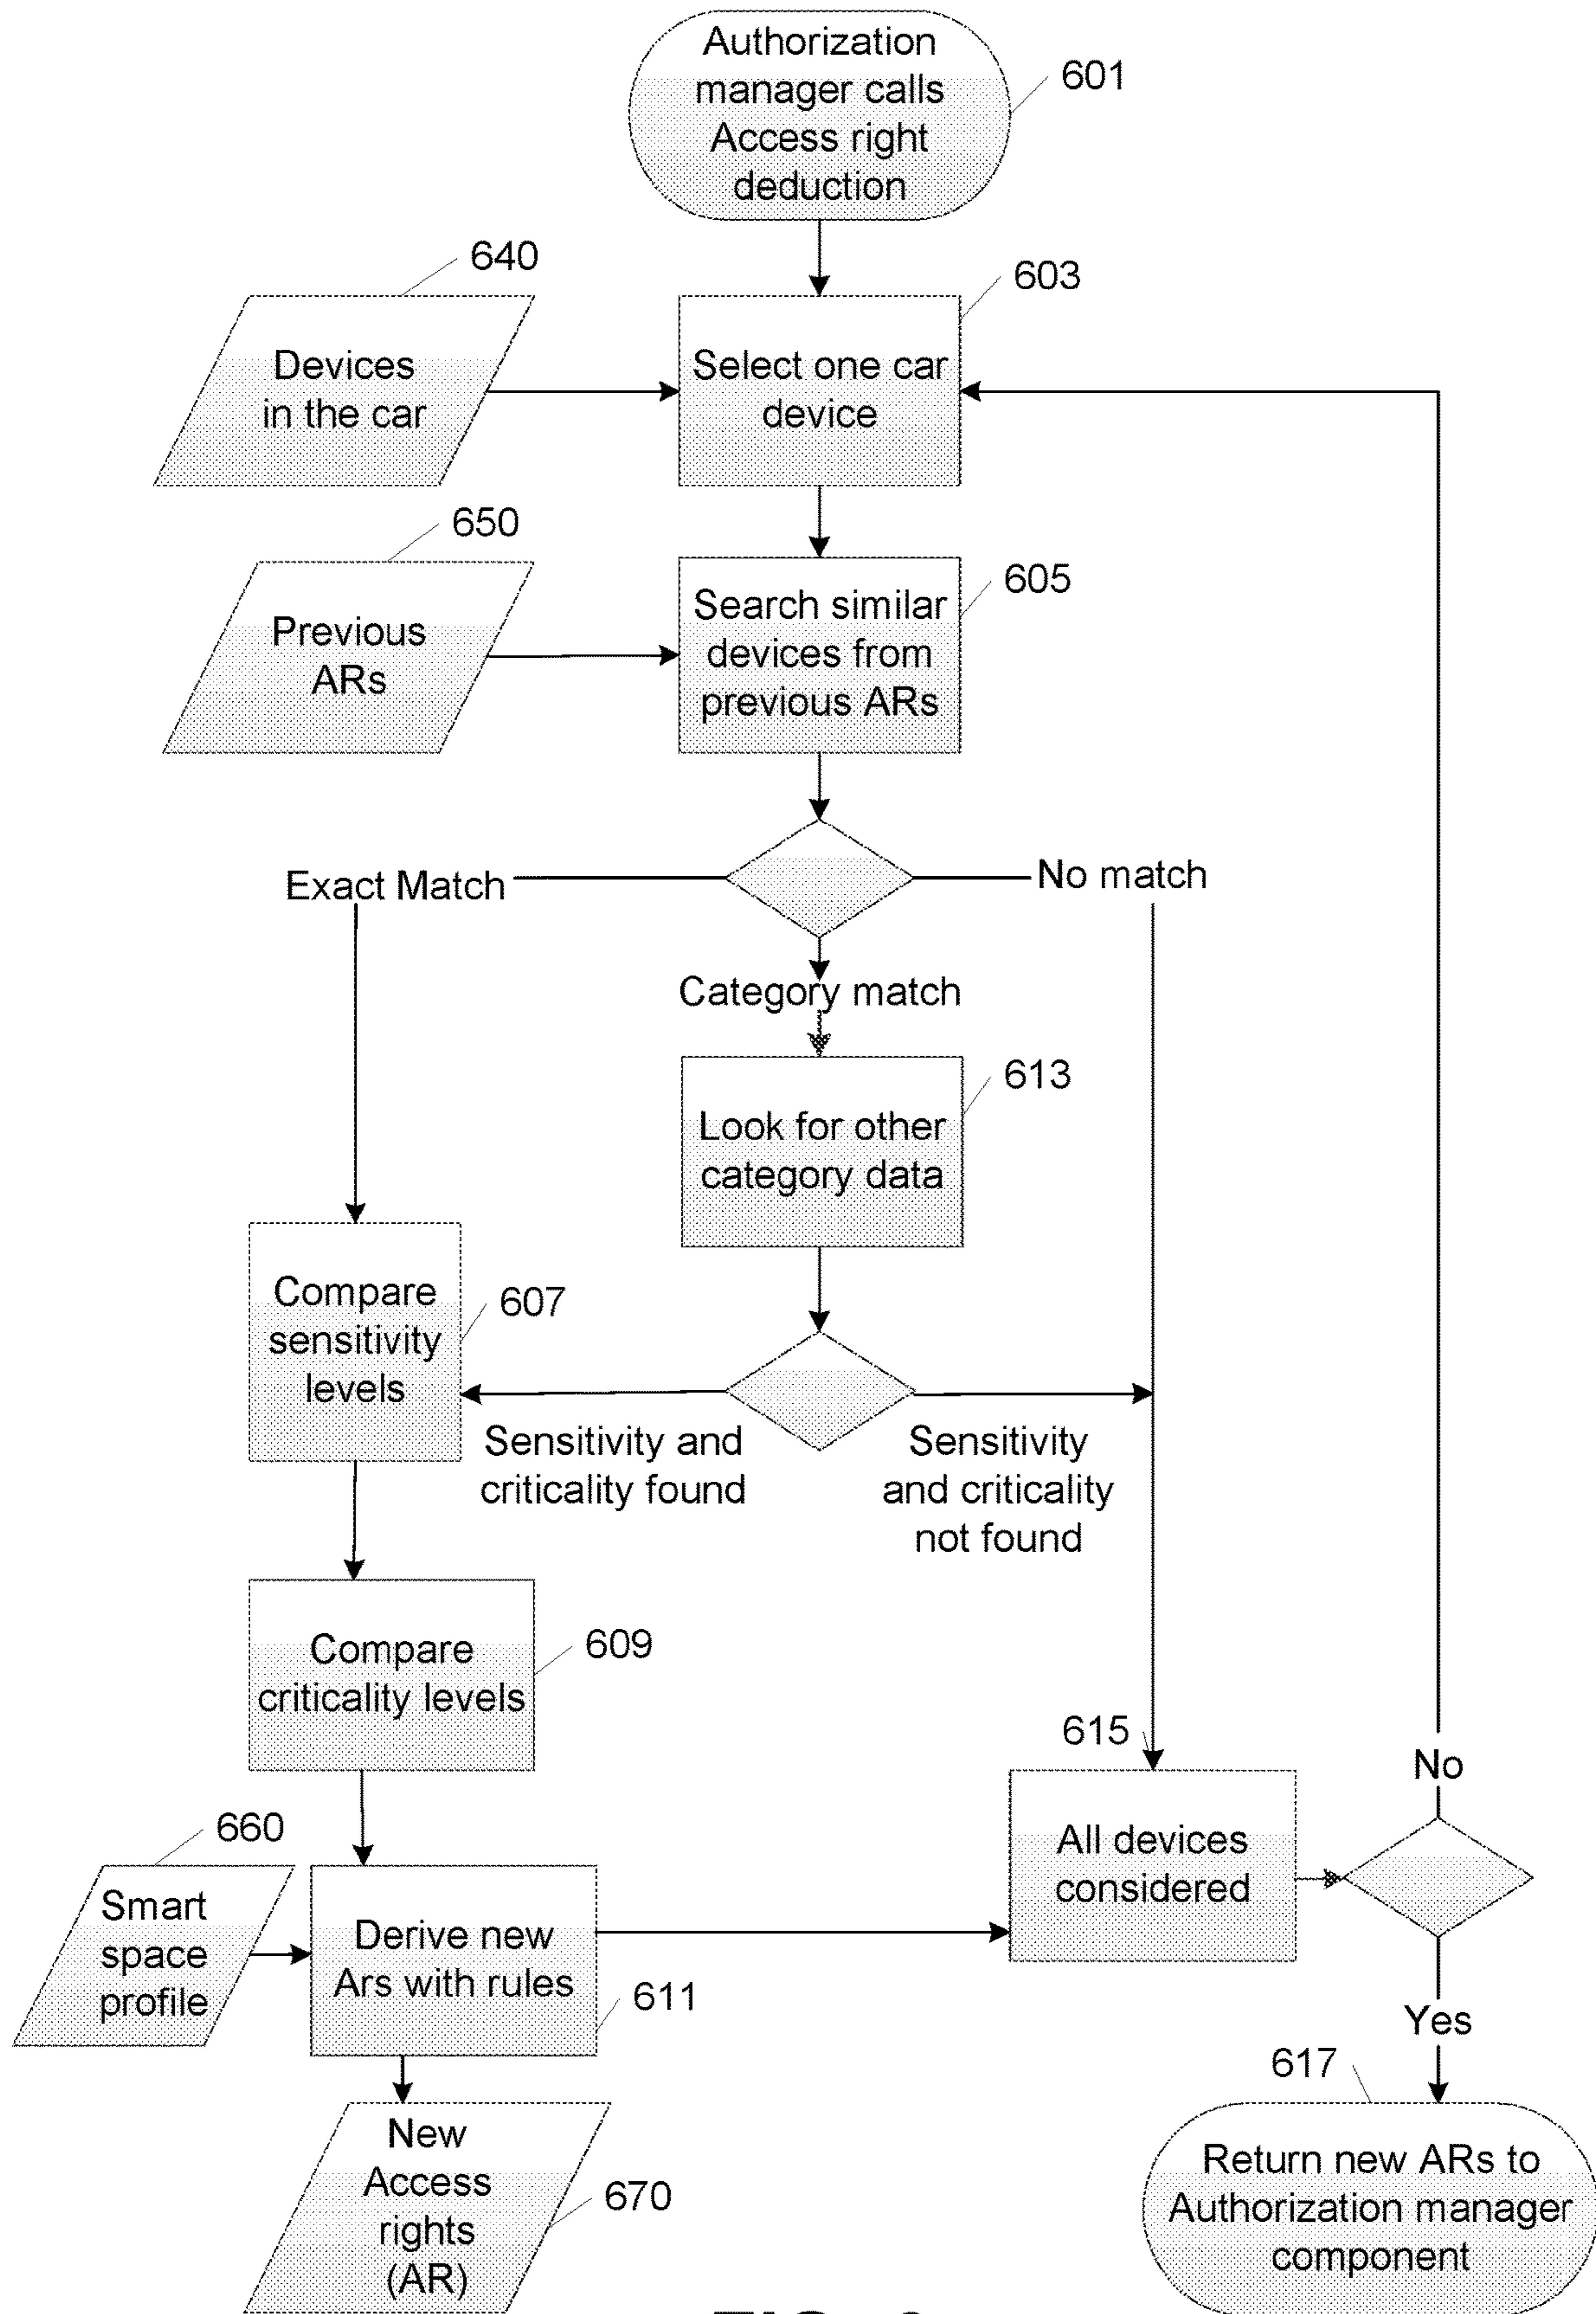 Authorization
manager calls
Access right
deduction
601
640
Devices
in the car
603
Select one car
device
650
Previous
ARs
605
Search similar
devices from
previous ARs
Exact Match
No match
Category match
613
Look for other
category data
Compare
sensitivity
levels
607
Sensitivity and
criticality found
Sensitivity
and criticality
not found
Compare
criticality levels
609
615
All devices
considered
No
660
Smart
space
profile
Derive new
Ars with rules
611
Yes
617
New
Access
rights
(AR)
670
Return new ARs to
Authorization manager
component